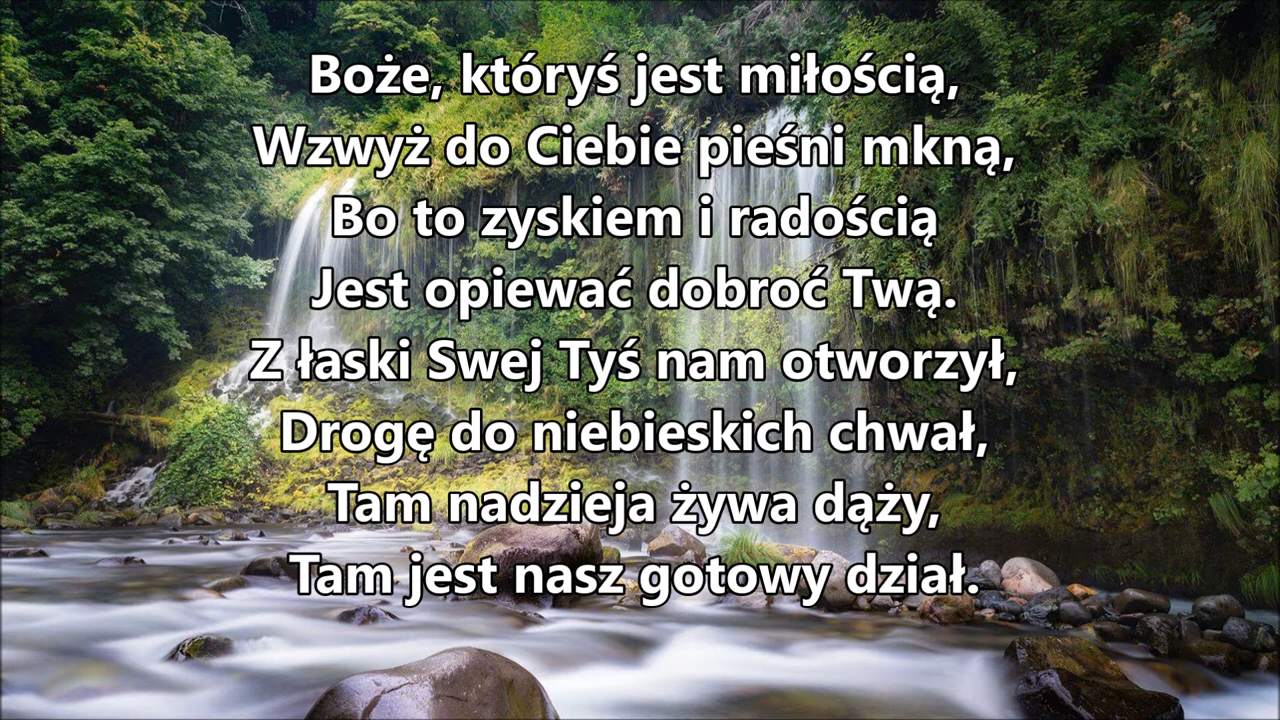 Boże, któryś jest miłością,
Wzwyż do Ciebie pieśni mkną,
Bo to zyskiem i radością
Jest opiewać dobroć Twą.
Z łaski Swej Tyś nam otworzył,
Drogę do niebieskich chwał,
Tam nadzieja żywa dąży,
Tam jest nasz gotowy dział.